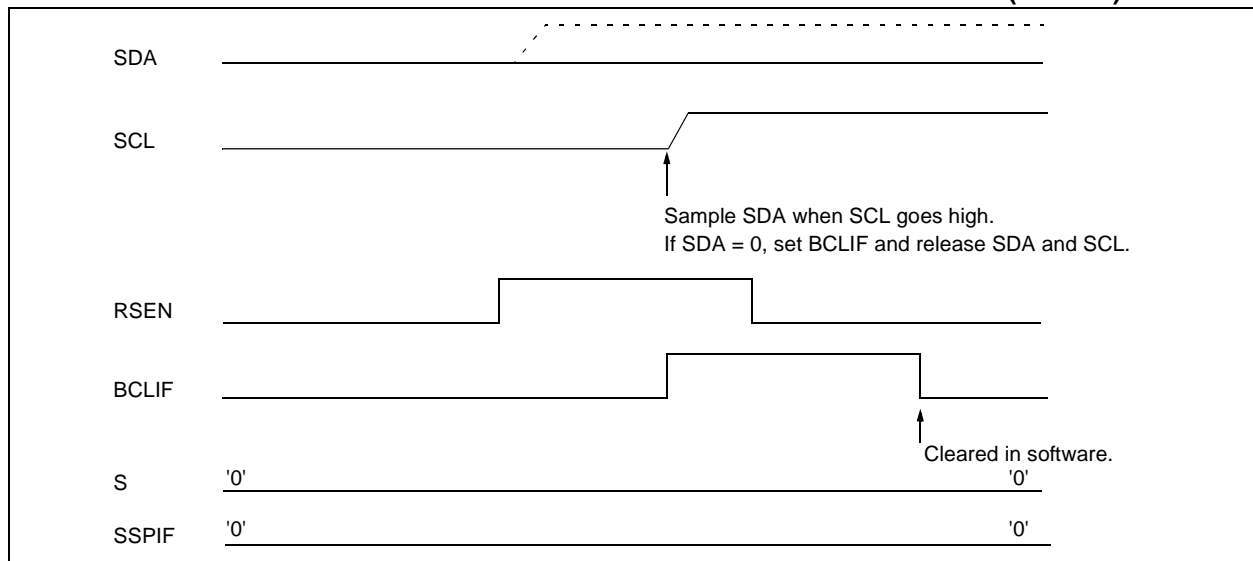 SDA
SCL
Sample SDA when SCL goes high.
If SDA = 0, set BCLIF and release SDA and SCL.
RSEN
BCLIF
Cleared in software.
S '0' '0'
SSPIF '0' '0'